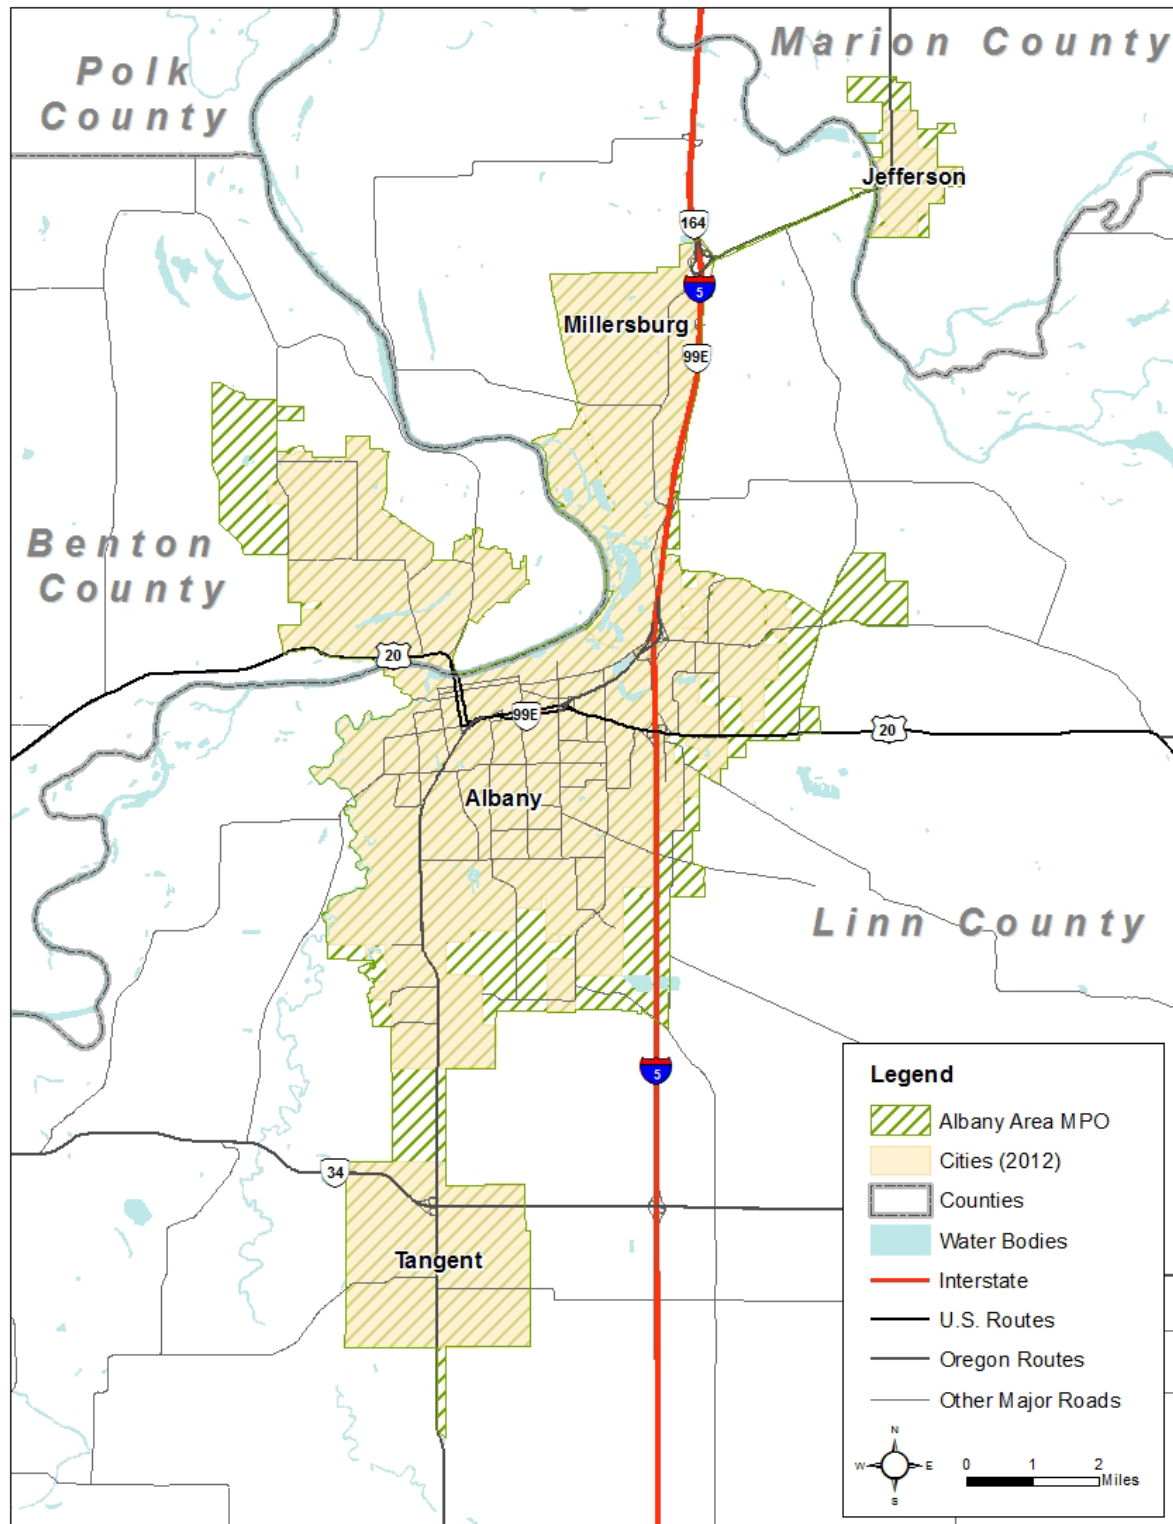 Marion County
Polk
County
Jefferson
164
5
Millersburg
99E
Benton
County
20
99E
20
Albany
Linn County
5
34
Tangent
Legend
Albany Area MPO
Cities (2012)
Counties
Water Bodies
Interstate
U.S. Routes
Oregon Routes
Other Major Roads
N
W E
S
0 1 2
Miles